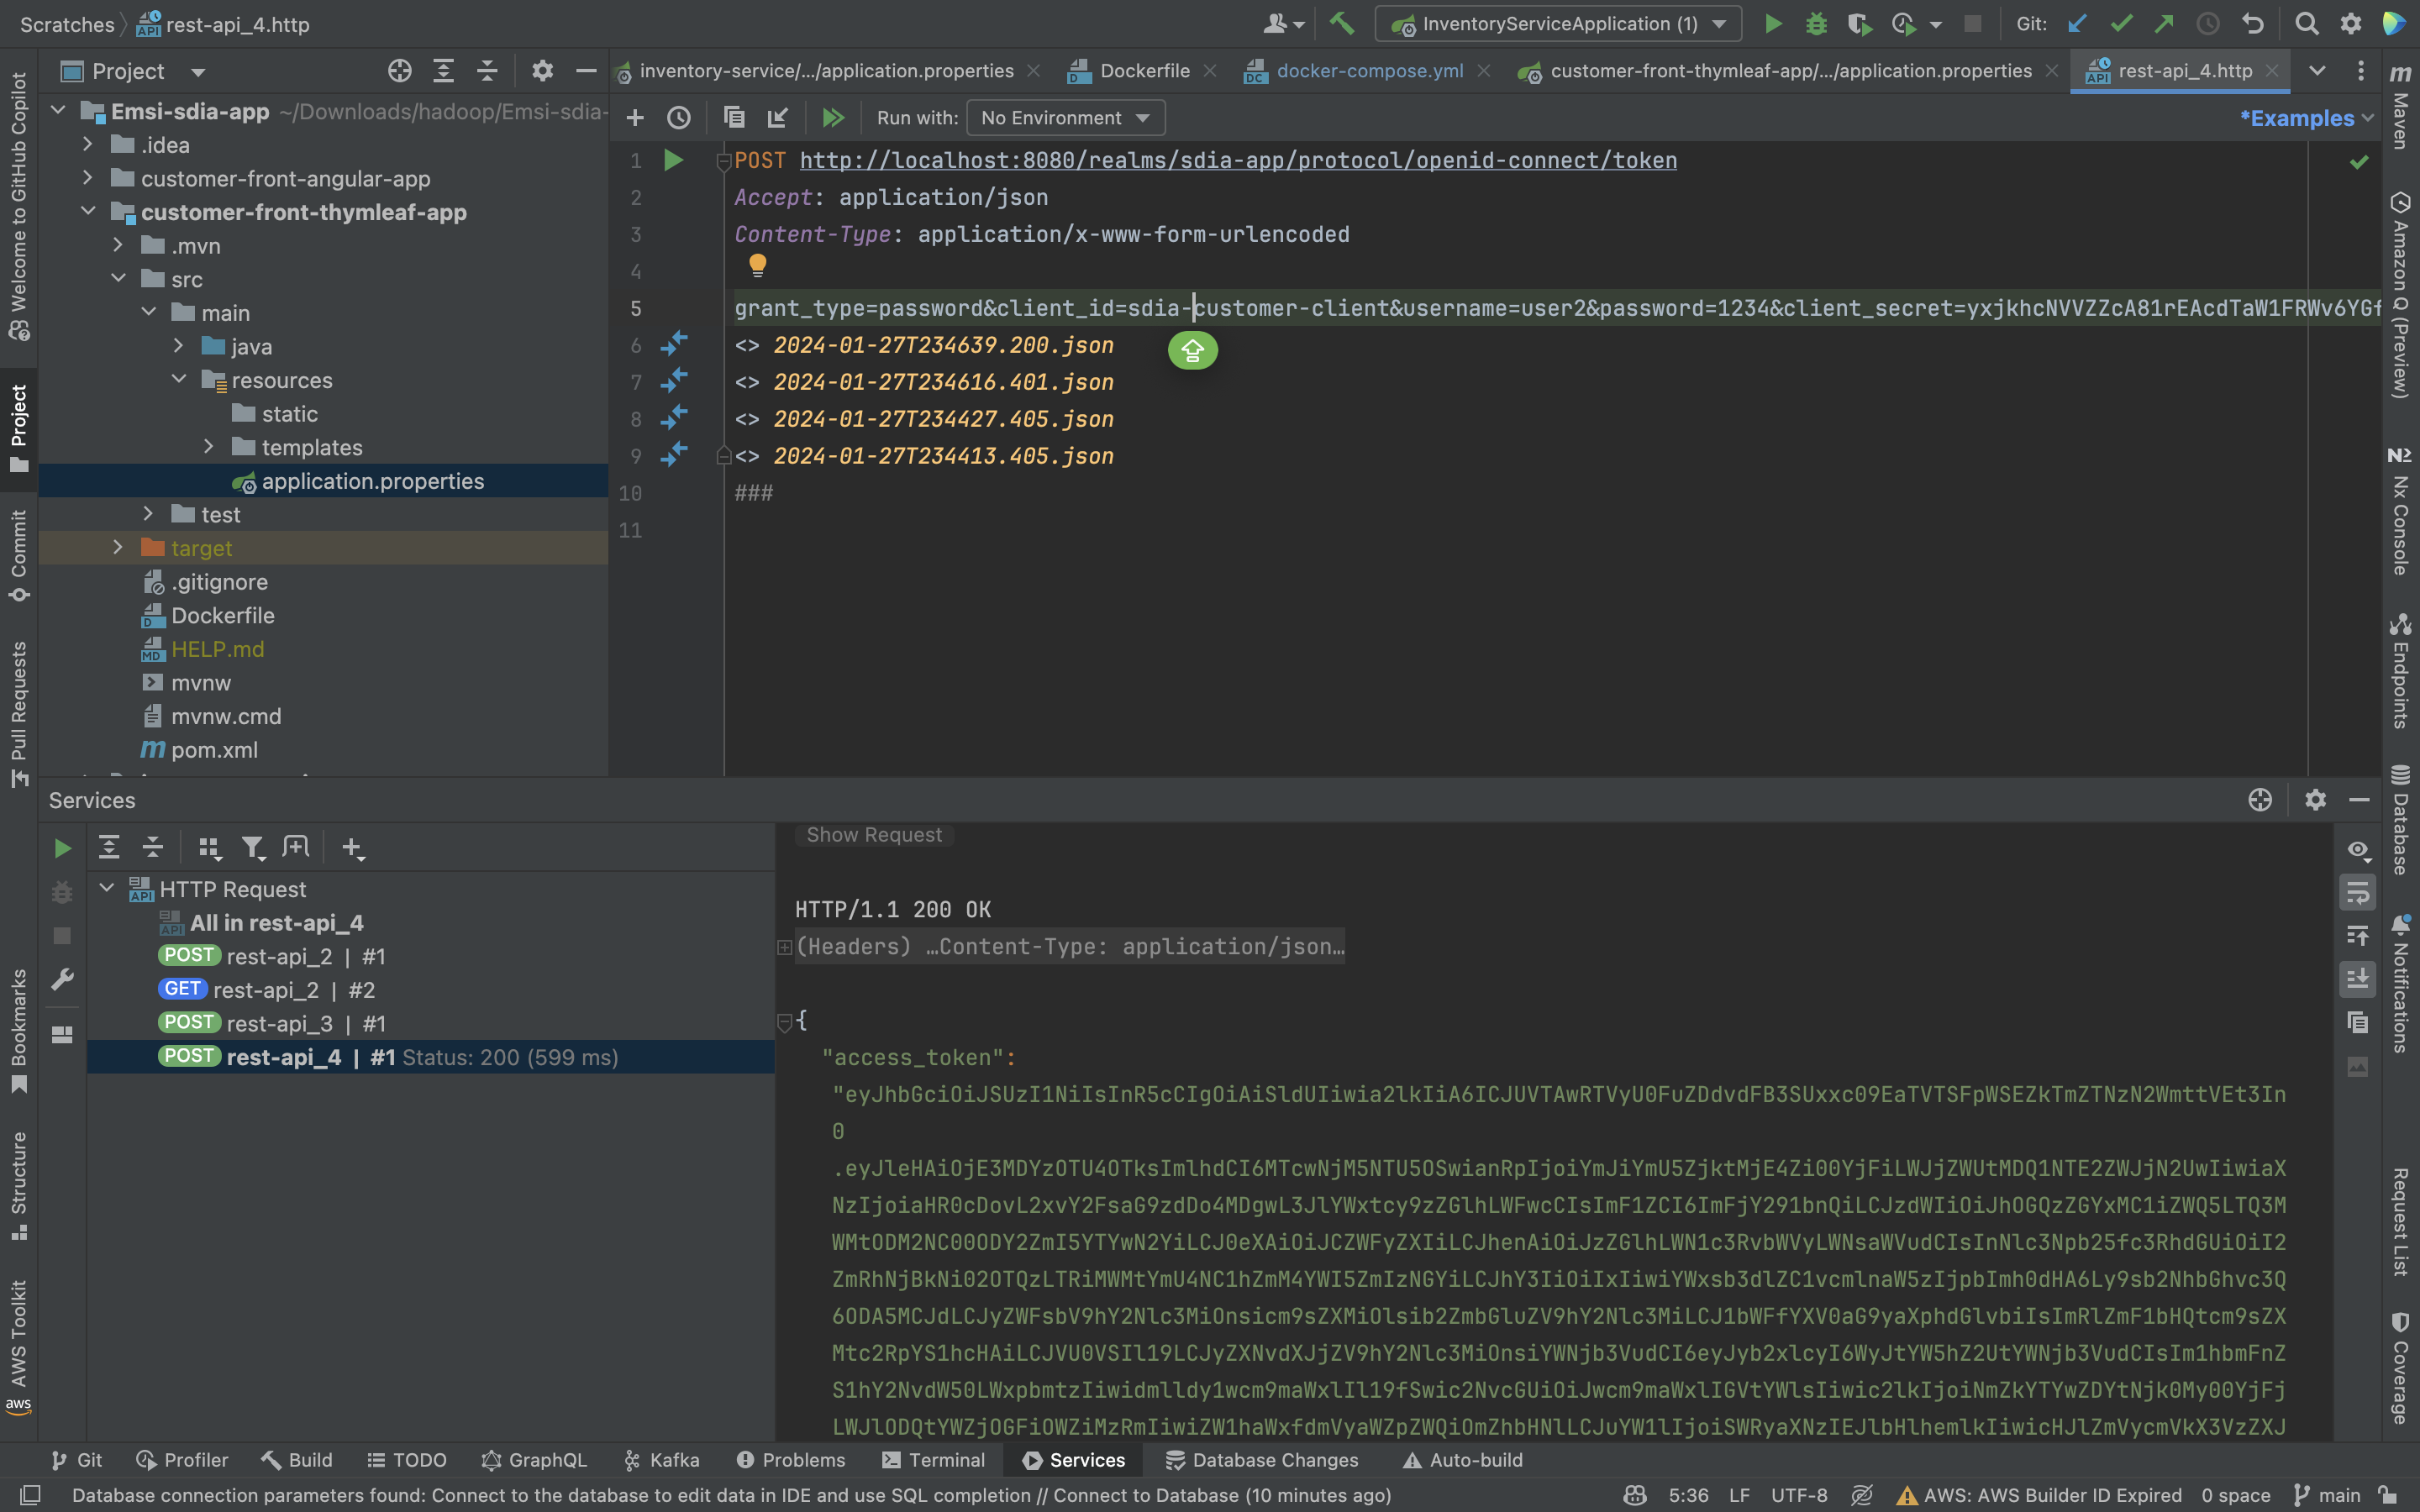 Scratches rest-api_4.http
InventoryServiceApplication (1)
Git:
Project
inventory-service/.../application.properties
Dockerfile
docker-compose.yml
customer-front-thymleaf-app/.../application.properties
rest-api_4.http
Emsi-sdia-app ~/Downloads/hadoop/Emsi-sdia-
.idea
customer-front-angular-app
customer-front-thymleaf-app
.mvn
src
main
java
resources
static
templates
application.properties
test
target
.gitignore
Dockerfile
HELP.md
mvnw
mvnw.cmd
pom.xml
Run with: No Environment
*Examples
1 POST http://localhost:8080/realms/sdia-app/protocol/openid-connect/token
2 Accept: application/json
3 Content-Type: application/x-www-form-urlencoded
4
5 grant_type=password&client_id=sdia-customer-client&username=user2&password=1234&client_secret=yxjkhcNVVZZcA81rEAcdTaW1FRWv6YGf
6 <> 2024-01-27T234639.200.json
7 <> 2024-01-27T234616.401.json
8 <> 2024-01-27T234427.405.json
9 <> 2024-01-27T234413.405.json
10 ###
11
Services
HTTP Request
All in rest-api_4
POST rest-api_2 | #1
GET rest-api_2 | #2
POST rest-api_3 | #1
POST rest-api_4 | #1 Status: 200 (599 ms)
Show Request
HTTP/1.1 200 OK
(Headers) …Content-Type: application/json…
{
"access_token":
"eyJhbGciOiJSUzI1NiIsInR5cCIgOiAiSldUIiwia2lkIiA6ICJUVTAwRTVyU0FuZDdvdFB3SUxxc09EaTVTSFpWSEZkTmZTNzN2WmttVEt3In
0
.eyJleHAiOjE3MDYzOTU4OTksImlhdCI6MTcwNjM5NTU5OSwianRpIjoiYmJiYmU5ZjktMjE4Zi00YjFiLWJjZWUtMDQ1NTE2ZWJjN2UwIiwiaX
NzIjoiaHR0cDovL2xvY2FsaG9zdDo4MDgwL3JlYWxtcy9zZGlhLWFwcCIsImF1ZCI6ImFjY291bnQiLCJzdWIiOiJhOGQzZGYxMC1iZWQ5LTQ3M
WMtODM2NC00ODY2ZmI5YTYwN2YiLCJ0eXAiOiJCZWFyZXIiLCJhenAiOiJzZGlhLWN1c3RvbWVyLWNsaWVudCIsInNlc3Npb25fc3RhdGUiOiI2
ZmRhNjBkNi02OTQzLTRiMWMtYmU4NC1hZmM4YWI5ZmIzNGYiLCJhY3IiOiIxIiwiYWxsb3dlZC1vcmlnaW5zIjpbImh0dHA6Ly9sb2NhbGhvc3Q
6ODA5MCJdLCJyZWFsbV9hY2Nlc3MiOnsicm9sZXMiOlsib2ZmbGluZV9hY2Nlc3MiLCJ1bWFfYXV0aG9yaXphdGlvbiIsImRlZmF1bHQtcm9sZX
Mtc2RpYS1hcHAiLCJVU0VSIl19LCJyZXNvdXJjZV9hY2Nlc3MiOnsiYWNjb3VudCI6eyJyb2xlcyI6WyJtYW5hZ2UtYWNjb3VudCIsIm1hbmFnZ
S1hY2NvdW50LWxpbmtzIiwidmlldy1wcm9maWxlIl19fSwic2NvcGUiOiJwcm9maWxlIGVtYWlsIiwic2lkIjoiNmZkYTYwZDYtNjk0My00YjFj
LWJlODQtYWZjOGFiOWZiMzRmIiwiZW1haWxfdmVyaWZpZWQiOmZhbHNlLCJuYW1lIjoiSWRyaXNzIEJlbHlhemlkIiwicHJlZmVycmVkX3VzZXJ
Git Profiler Build TODO GraphQL Kafka Problems Terminal Services Database Changes Auto-build
Database connection parameters found: Connect to the database to edit data in IDE and use SQL completion // Connect to Database (10 minutes ago)
5:36 LF UTF-8 AWS: AWS Builder ID Expired 0 space main
Welcome to GitHub Copilot
Project
Commit
Pull Requests
Bookmarks
Structure
AWS Toolkit
aws
Maven
Amazon Q (Preview)
Nx Console
Endpoints
Database
Notifications
Request List
Coverage